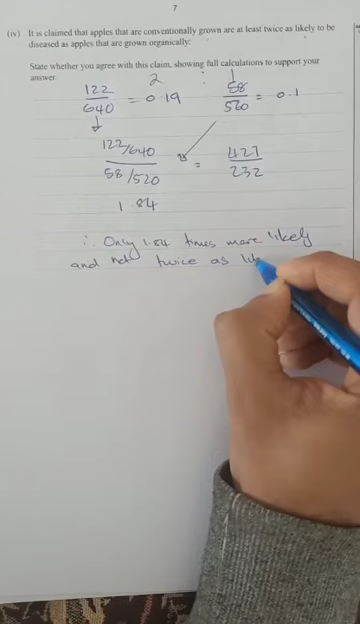 7
(iv) It is claimed that apples that are conventionally grown are at least twice as likely to be
diseased as apples that are grown organically.
State whether you agree with this claim, showing full calculations to support your
answer.
2 : 1
122/640 = 0.19 58/520 = 0.1
122/640 / 58/520 = 427/232
1.84
∴ Only 1.84 times more likely
and not twice as lik